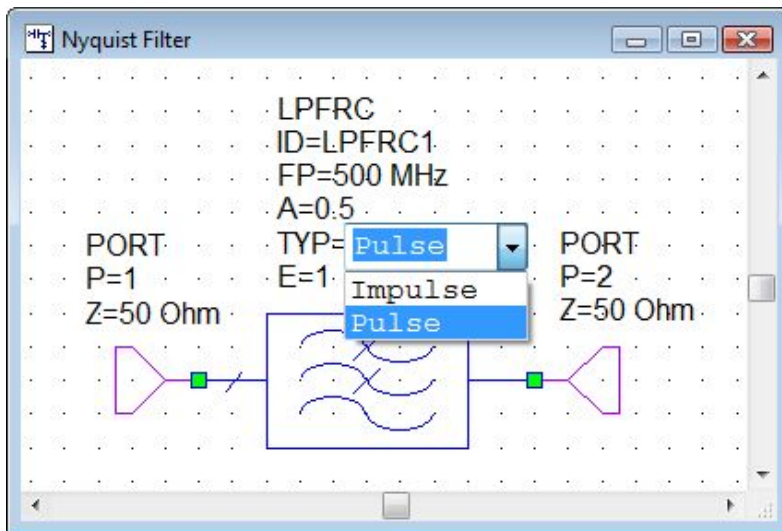 Nyquist Filter
LPFRC
ID=LPFRC1
FP=500 MHz
A=0.5
TYP= Pulse
E=1
Impulse
Pulse
PORT
P=1
Z=50 Ohm
PORT
P=2
Z=50 Ohm